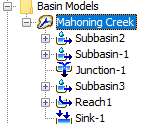 Basin Models
Mahoning Creek
Subbasin2
Subbasin-1
Junction-1
Subbasin3
Reach1
Sink-1